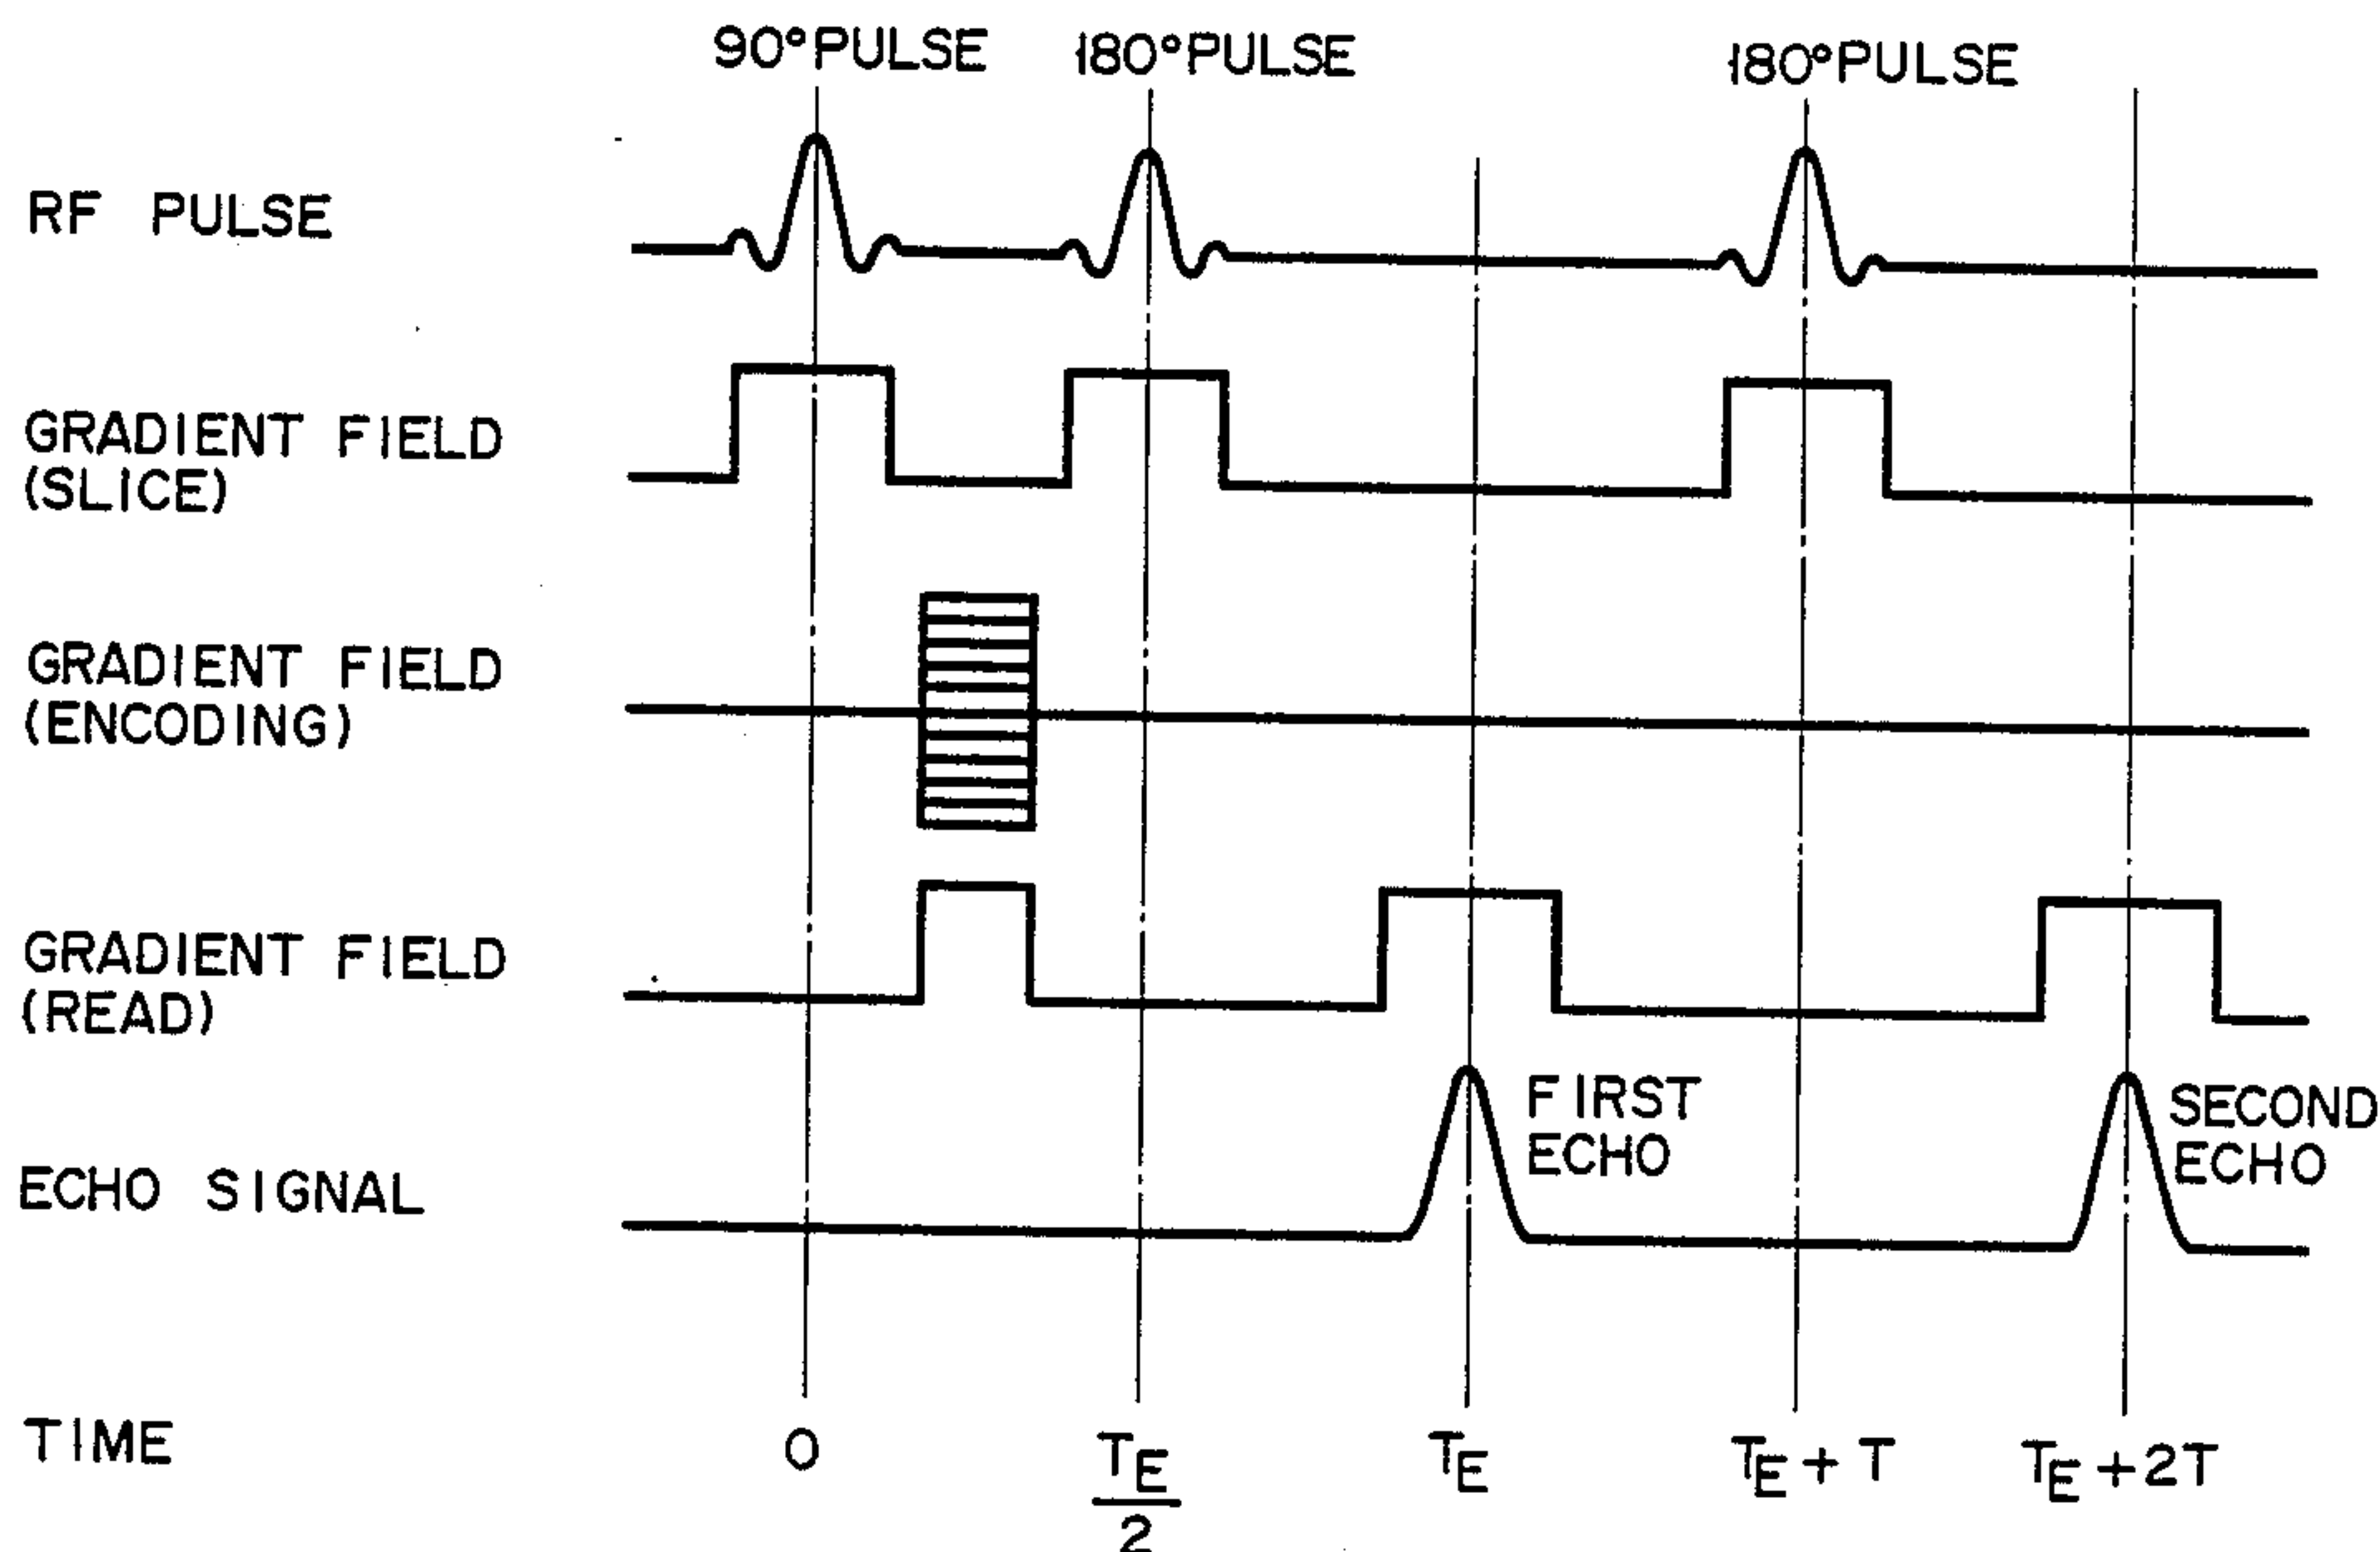 90°PULSE 180°PULSE 180°PULSE
RF PULSE
GRADIENT FIELD
(SLICE)
GRADIENT FIELD
(ENCODING)
GRADIENT FIELD
(READ)
FIRST
ECHO
SECOND
ECHO
ECHO SIGNAL
TIME 0 TE/2 TE TE+T TE+2T